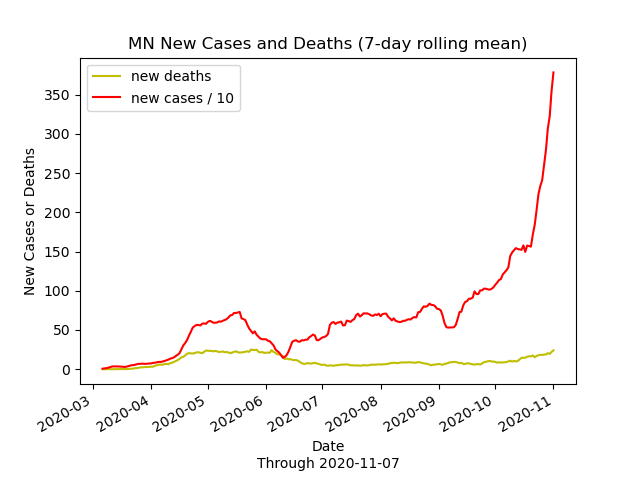 MN New Cases and Deaths (7-day rolling mean)
new deaths
new cases / 10
New Cases or Deaths
350
300
250
200
150
100
50
0
2020-03
2020-04
2020-05
2020-06
2020-07
2020-08
2020-09
2020-10
2020-11
Date
Through 2020-11-07